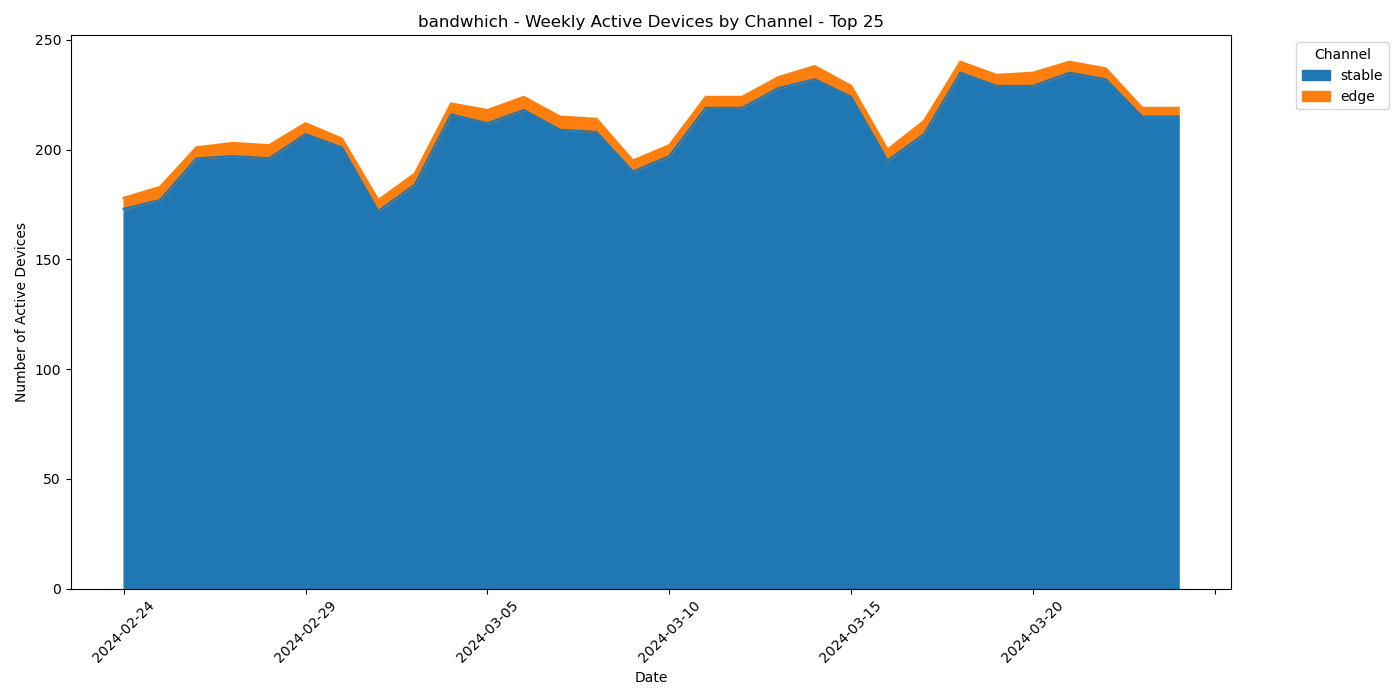 bandwhich - Weekly Active Devices by Channel - Top 25
250
200
150
100
50
0
Number of Active Devices
2024-02-24
2024-02-29
2024-03-05
2024-03-10
2024-03-15
2024-03-20
Date
Channel
stable
edge